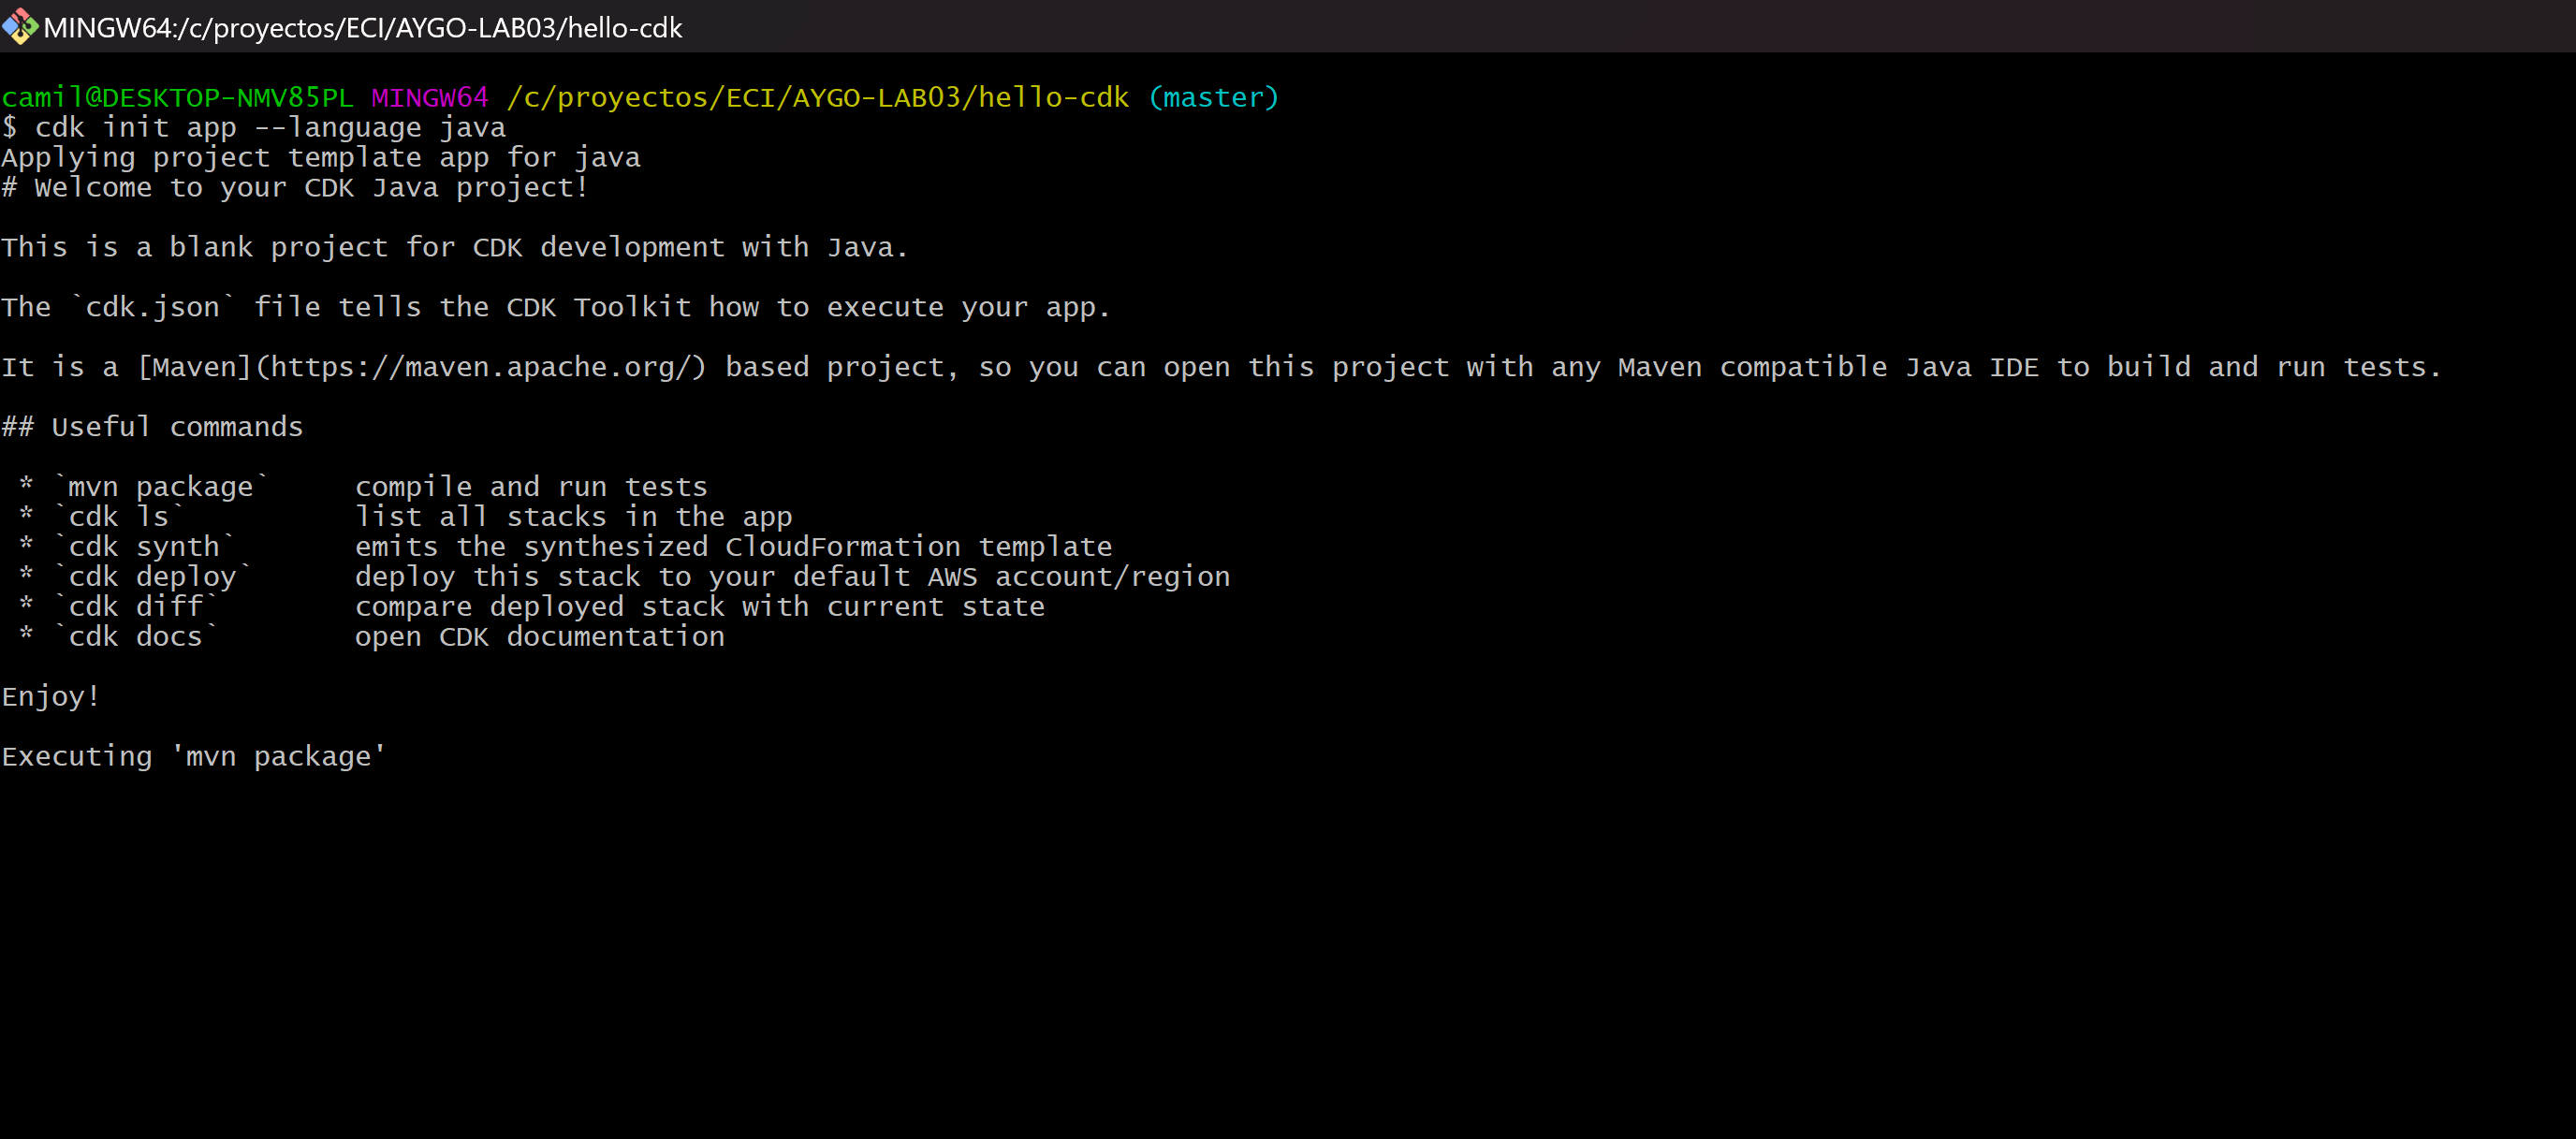 MINGW64:/c/proyectos/ECI/AYGO-LAB03/hello-cdk
camil@DESKTOP-NMV85PL MINGW64 /c/proyectos/ECI/AYGO-LAB03/hello-cdk (master)
$ cdk init app --language java
Applying project template app for java
# Welcome to your CDK Java project!
This is a blank project for CDK development with Java.
The `cdk.json` file tells the CDK Toolkit how to execute your app.
It is a [Maven](https://maven.apache.org/) based project, so you can open this project with any Maven compatible Java IDE to build and run tests.
## Useful commands
 * `mvn package`     compile and run tests
 * `cdk ls`          list all stacks in the app
 * `cdk synth`       emits the synthesized CloudFormation template
 * `cdk deploy`      deploy this stack to your default AWS account/region
 * `cdk diff`        compare deployed stack with current state
 * `cdk docs`        open CDK documentation
Enjoy!
Executing 'mvn package'